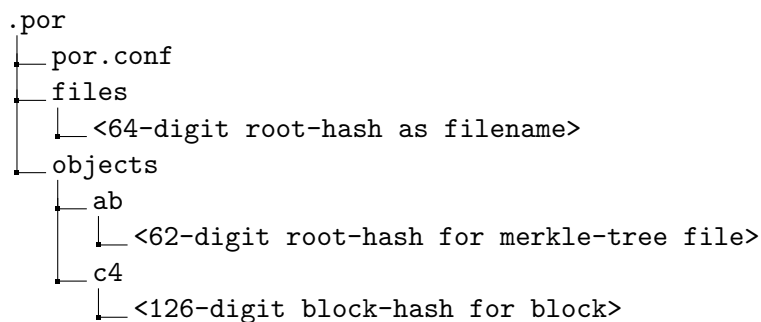 .por
por.conf
files
<64-digit root-hash as filename>
objects
ab
<62-digit root-hash for merkle-tree file>
c4
<126-digit block-hash for block>